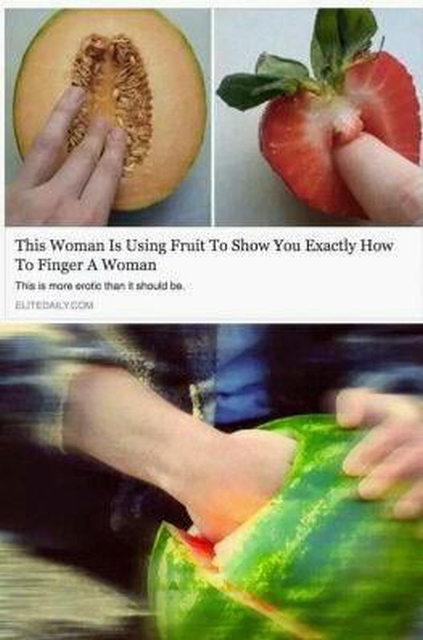 This Woman Is Using Fruit To Show You Exactly How
To Finger A Woman
This is more erotic than it should be.
ELITEDAILY.COM